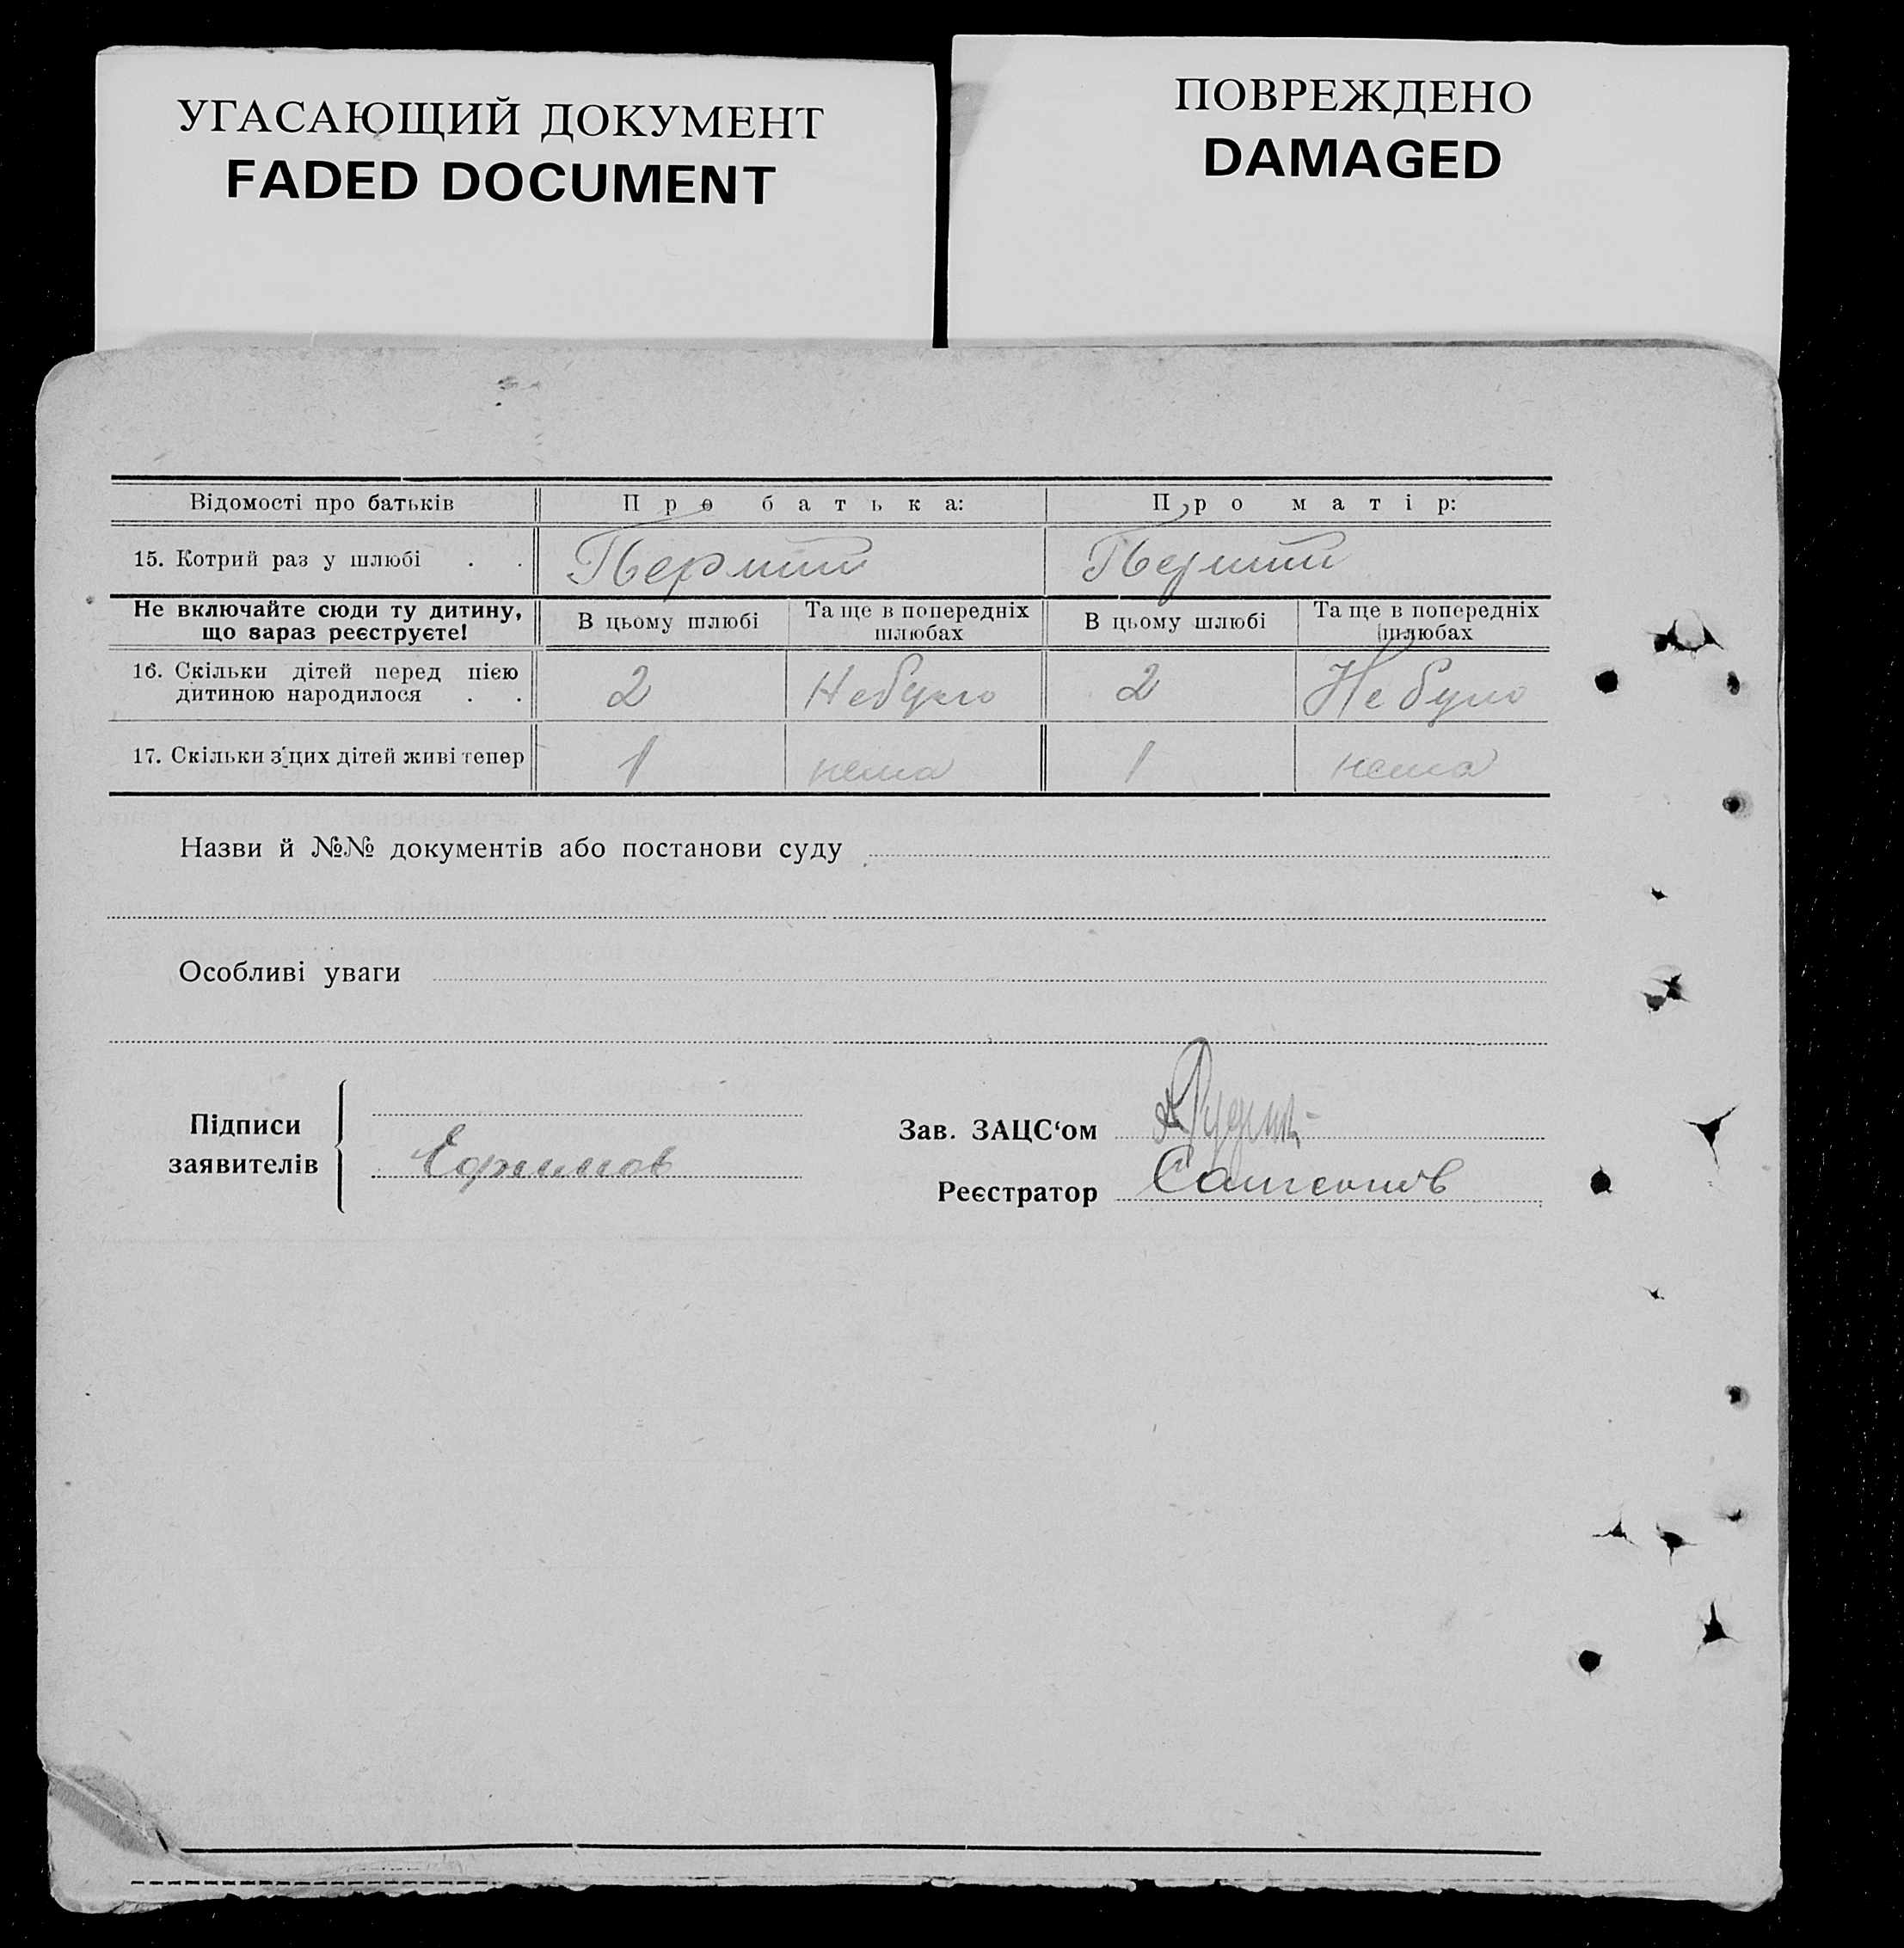 УГАСАЮЩИЙ ДОКУМЕНТ
FADED DOCUMENT
ПОВРЕЖДЕНО
DAMAGED
Відомості про батьків Про батька: Про матір:
15. Котрий раз у шлюбі . . Перший Перший
Не включайте сюди ту дитину, що зараз реєструєте! В цьому шлюбі Та ще в попередніх шлюбах В цьому шлюбі Та ще в попередніх шлюбах
16. Скільки дітей перед цією дитиною народилося . . 2 Не було 2 Не було
17. Скільки з цих дітей живі тепер 1 нема 1 нема
Назви й №№ документів або постанови суду
Особливі уваги
Підписи
заявителів Ефимов
Зав. ЗАЦС‘ом
Реєстратор